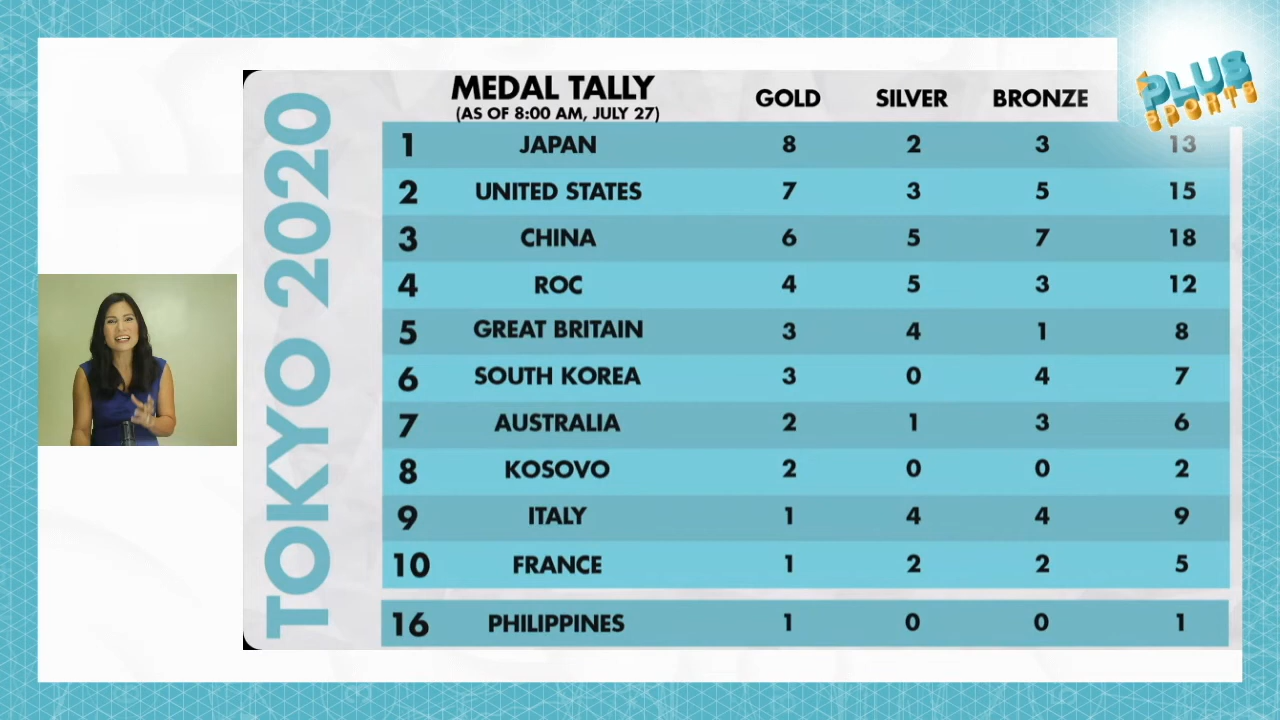 TOKYO 2020
MEDAL TALLY GOLD SILVER BRONZE
(AS OF 8:00 AM, JULY 27)
1 JAPAN 8 2 3 13
2 UNITED STATES 7 3 5 15
3 CHINA 6 5 7 18
4 ROC 4 5 3 12
5 GREAT BRITAIN 3 4 1 8
6 SOUTH KOREA 3 0 4 7
7 AUSTRALIA 2 1 3 6
8 KOSOVO 2 0 0 2
9 ITALY 1 4 4 9
10 FRANCE 1 2 2 5
16 PHILIPPINES 1 0 0 1
PLUS
SPORTS